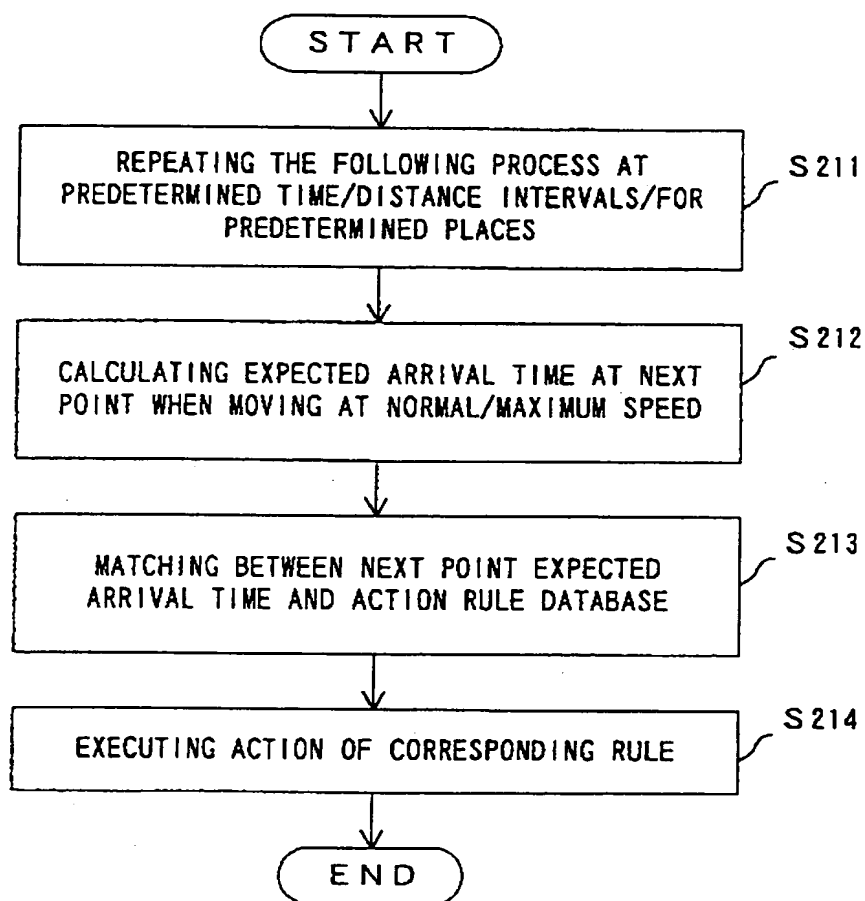 START
REPEATING THE FOLLOWING PROCESS AT
PREDETERMINED TIME/DISTANCE INTERVALS/FOR
PREDETERMINED PLACES
S211
CALCULATING EXPECTED ARRIVAL TIME AT NEXT
POINT WHEN MOVING AT NORMAL/MAXIMUM SPEED
S212
MATCHING BETWEEN NEXT POINT EXPECTED
ARRIVAL TIME AND ACTION RULE DATABASE
S213
EXECUTING ACTION OF CORRESPONDING RULE
S214
END